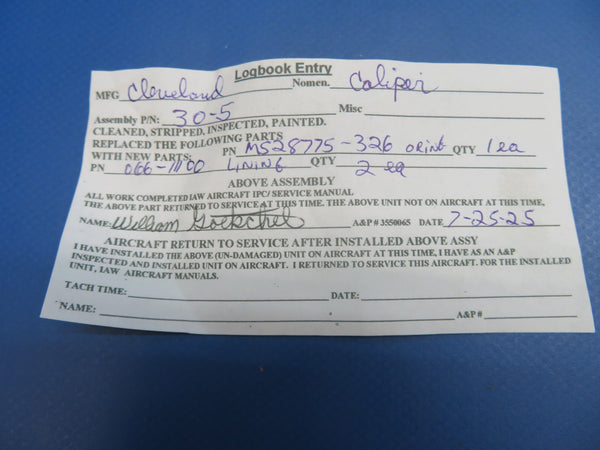 Logbook Entry
MFG Cleveland Nomen. Caliper
Assembly P/N: 30-5 Misc
CLEANED, STRIPPED, INSPECTED, PAINTED.
REPLACED THE FOLLOWING PARTS
WITH NEW PARTS: PN MS28775-326 ORING QTY 1 ea
PN 066-11100 LINING QTY 2 ea
ABOVE ASSEMBLY
ALL WORK COMPLETED IAW AIRCRAFT IPC/ SERVICE MANUAL
THE ABOVE PART RETURNED TO SERVICE AT THIS TIME. THE ABOVE UNIT NOT ON AIRCRAFT AT THIS TIME,
NAME: William A&P# 3550065 DATE 7-25-25
AIRCRAFT RETURN TO SERVICE AFTER INSTALLED ABOVE ASSY
I HAVE INSTALLED THE ABOVE (UN-DAMAGED) UNIT ON AIRCRAFT AT THIS TIME, I HAVE AS AN A&P
INSPECTED AND INSTALLED UNIT ON AIRCRAFT. I RETURNED TO SERVICE THIS AIRCRAFT. FOR THE INSTALLED
UNIT, IAW AIRCRAFT MANUALS.
TACH TIME: DATE:
NAME: A&P #